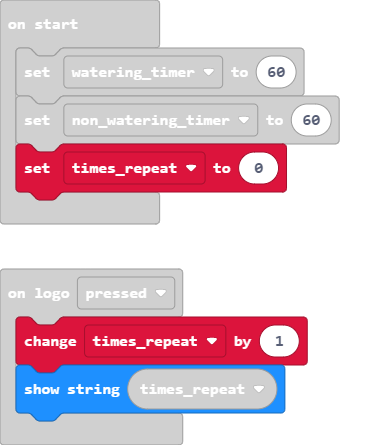 on start
set watering_timer to 60
set non_watering_timer to 60
set times_repeat to 0
on logo pressed
change times_repeat by 1
show string times_repeat